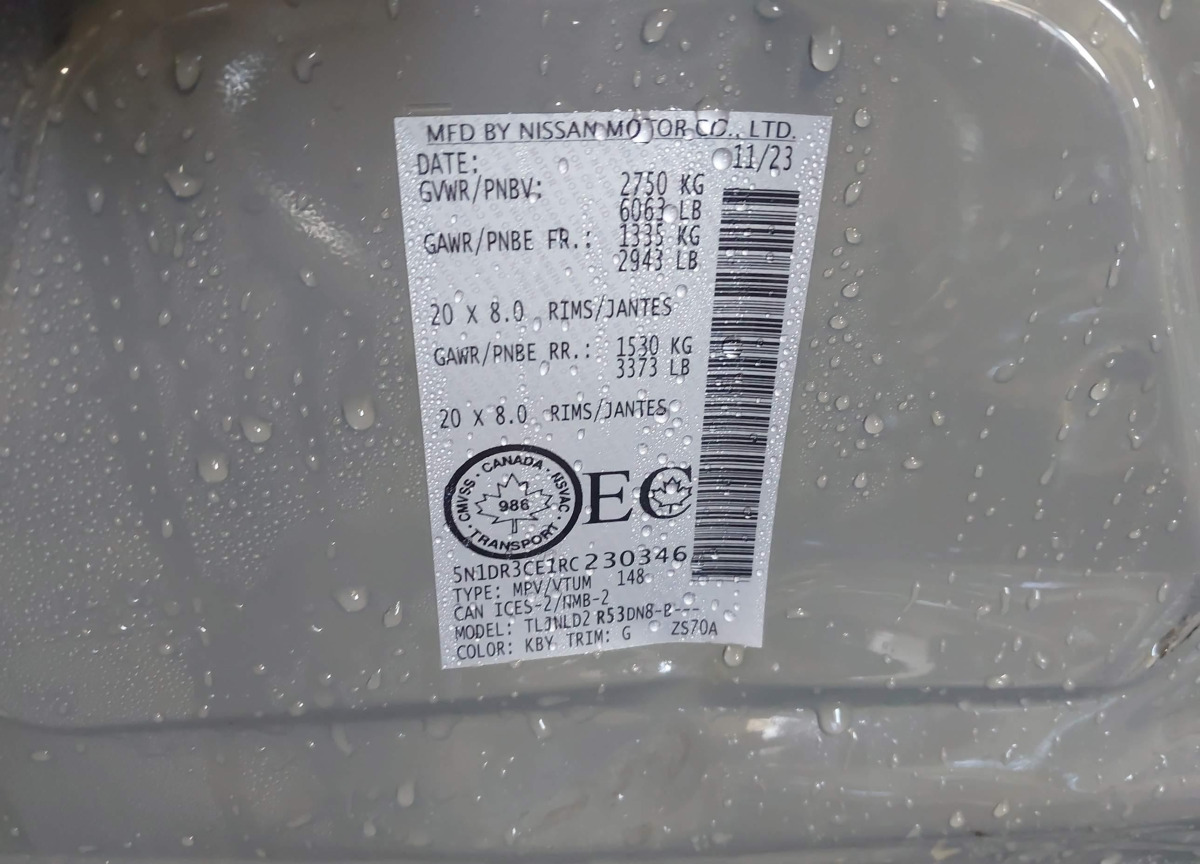 MFD BY NISSAN MOTOR CO., LTD.
DATE: 11/23
GVWR/PNBV: 2750 KG
6063 LB
GAWR/PNBE FR.: 1335 KG
2943 LB
20 X 8.0 RIMS/JANTES
GAWR/PNBE RR.: 1530 KG
3373 LB
20 X 8.0 RIMS/JANTES
CANADA · NSVAC · TRANSPORT · CMVSS ·
986
EC
5N1DR3CE1RC230346
TYPE: MPV/VTUM 148
CAN ICES-2/NMB-2
MODEL: R53DN8-
COLOR: KBY TRIM: G ZS70A